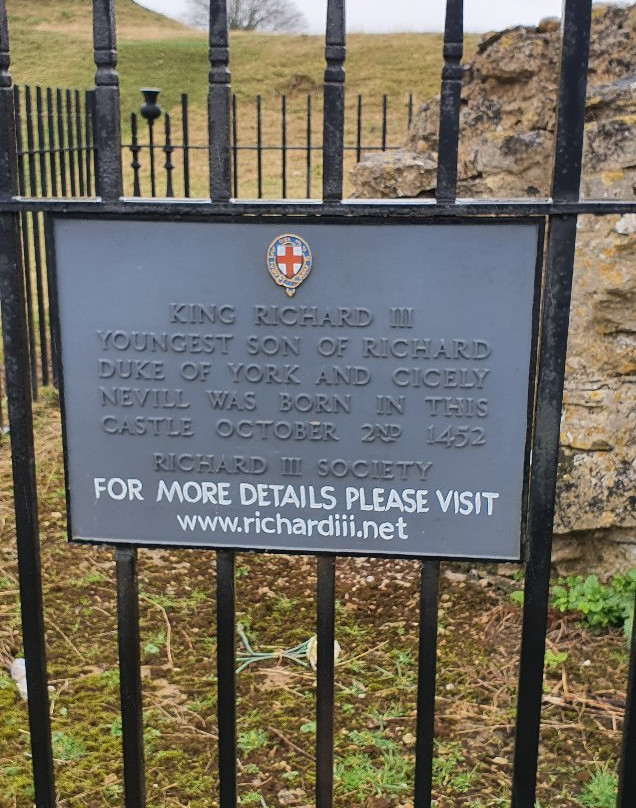 KING RICHARD III
YOUNGEST SON OF RICHARD
DUKE OF YORK AND CICELY
NEVILL WAS BORN IN THIS
CASTLE OCTOBER 2ND 1452
RICHARD III SOCIETY
FOR MORE DETAILS PLEASE VISIT
www.richardiii.net